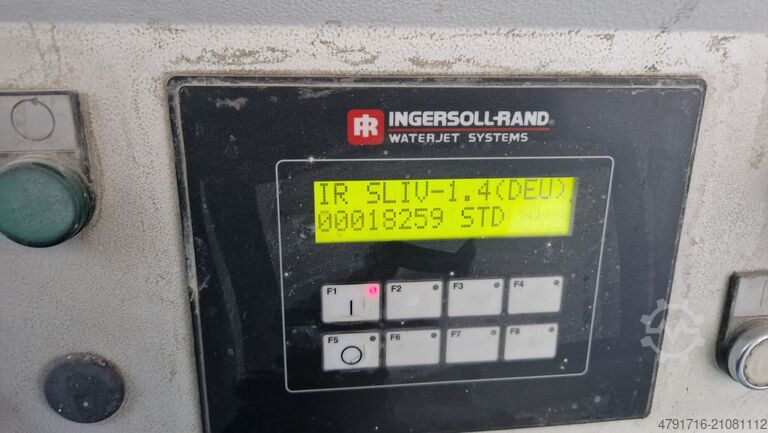 IR INGERSOLL-RAND®
WATERJET SYSTEMS
IR SLIV-1.4(DEU)
00018259 STD
F1 F2 F3 F4
F5 F6 F7 F8
4791716-21081112